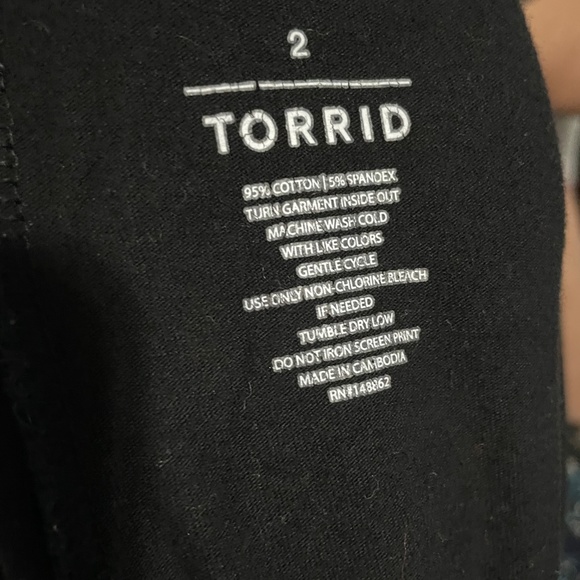 2
TORRID
95% COTTON | 5% SPANDEX
TURN GARMENT INSIDE OUT
MACHINE WASH COLD
WITH LIKE COLORS
GENTLE CYCLE
USE ONLY NON-CHLORINE BLEACH
IF NEEDED
TUMBLE DRY LOW
DO NOT IRON SCREEN PRINT
MADE IN CAMBODIA
RN#148862